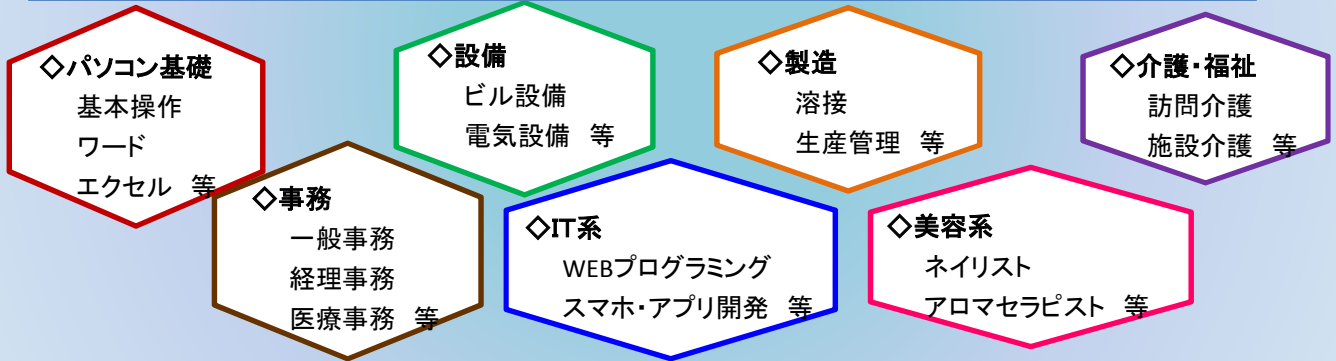 ◇パソコン基礎
基本操作
ワード
エクセル 等
◇設備
ビル設備
電気設備 等
◇製造
溶接
生産管理 等
◇介護・福祉
訪問介護
施設介護 等
◇事務
一般事務
経理事務
医療事務 等
◇IT系
WEBプログラミング
スマホ・アプリ開発 等
◇美容系
ネイリスト
アロマセラピスト 等